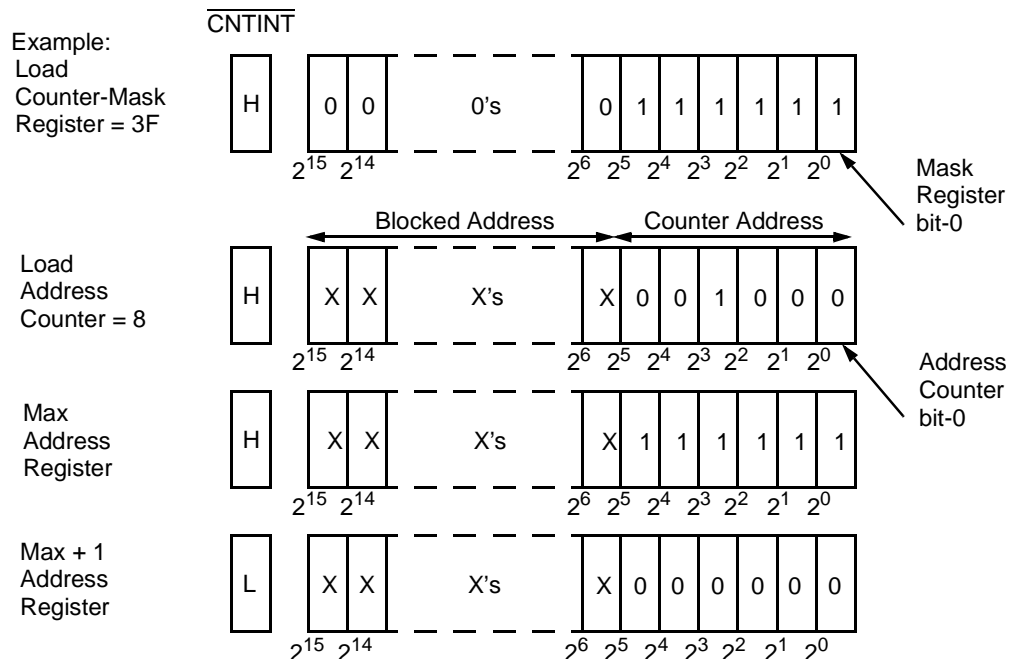 CNTINT
Example:
Load
Counter-Mask
Register = 3F
H
0 0 0's 0 1 1 1 1 1 1
2^15 2^14 2^6 2^5 2^4 2^3 2^2 2^1 2^0
Mask
Register
bit-0
Blocked Address Counter Address
Load
Address
Counter = 8
H
X X X's X 0 0 1 0 0 0
2^15 2^14 2^6 2^5 2^4 2^3 2^2 2^1 2^0
Address
Counter
bit-0
Max
Address
Register
H
X X X's X 1 1 1 1 1 1
2^15 2^14 2^6 2^5 2^4 2^3 2^2 2^1 2^0
Max + 1
Address
Register
L
X X X's X 0 0 0 0 0 0
2^15 2^14 2^6 2^5 2^4 2^3 2^2 2^1 2^0